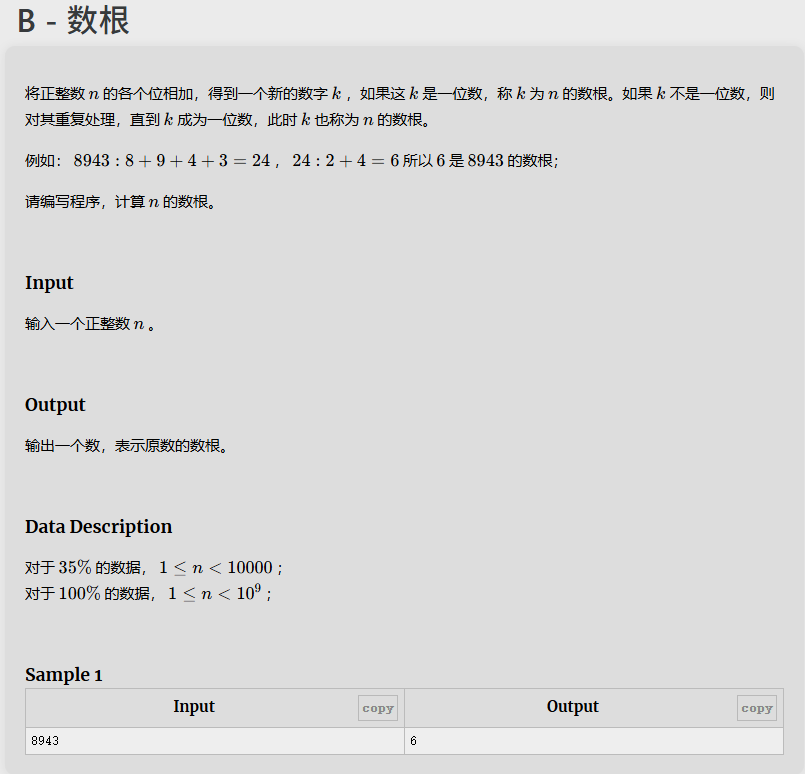 B - 数根
将正整数 n 的各个位相加，得到一个新的数字 k ，如果这 k 是一位数，称 k 为 n 的数根。如果 k 不是一位数，则
对其重复处理，直到 k 成为一位数，此时 k 也称为 n 的数根。
例如： 8943 : 8 + 9 + 4 + 3 = 24 ， 24 : 2 + 4 = 6 所以 6 是 8943 的数根；
请编写程序，计算 n 的数根。
Input
输入一个正整数 n 。
Output
输出一个数，表示原数的数根。
Data Description
对于 35% 的数据， 1 ≤ n < 10000 ；
对于 100% 的数据， 1 ≤ n < 10⁹ ；
Sample 1
Input copy Output copy
8943 6